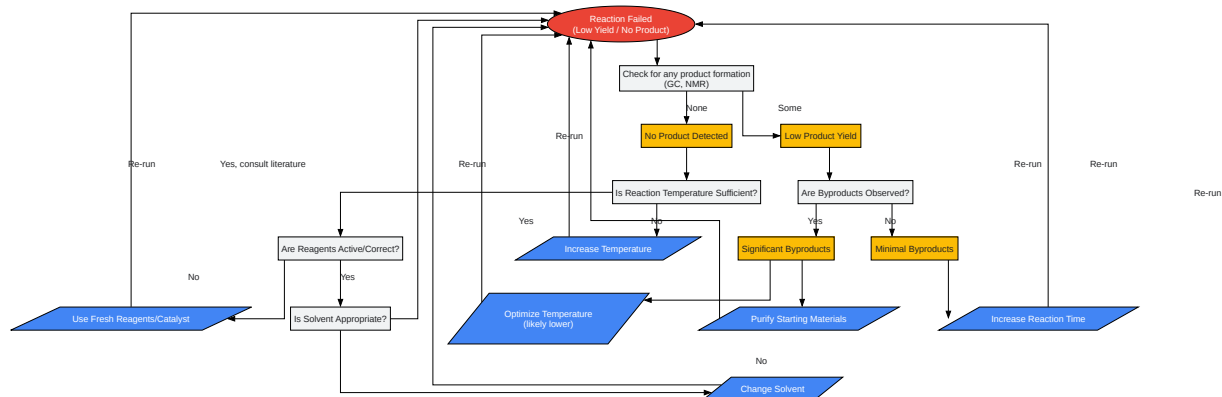 Reaction Failed
(Low Yield / No Product)
Check for any product formation
(GC, NMR)
None
Some
No Product Detected
Low Product Yield
Re-run
Re-run
Yes, consult literature
Re-run
Re-run
Re-run
Re-run
Is Reaction Temperature Sufficient?
Are Byproducts Observed?
Yes
No
Yes
No
Are Reagents Active/Correct?
Increase Temperature
Significant Byproducts
Minimal Byproducts
No
Yes
Use Fresh Reagents/Catalyst
Is Solvent Appropriate?
Optimize Temperature
(likely lower)
Purify Starting Materials
Increase Reaction Time
No
Change Solvent